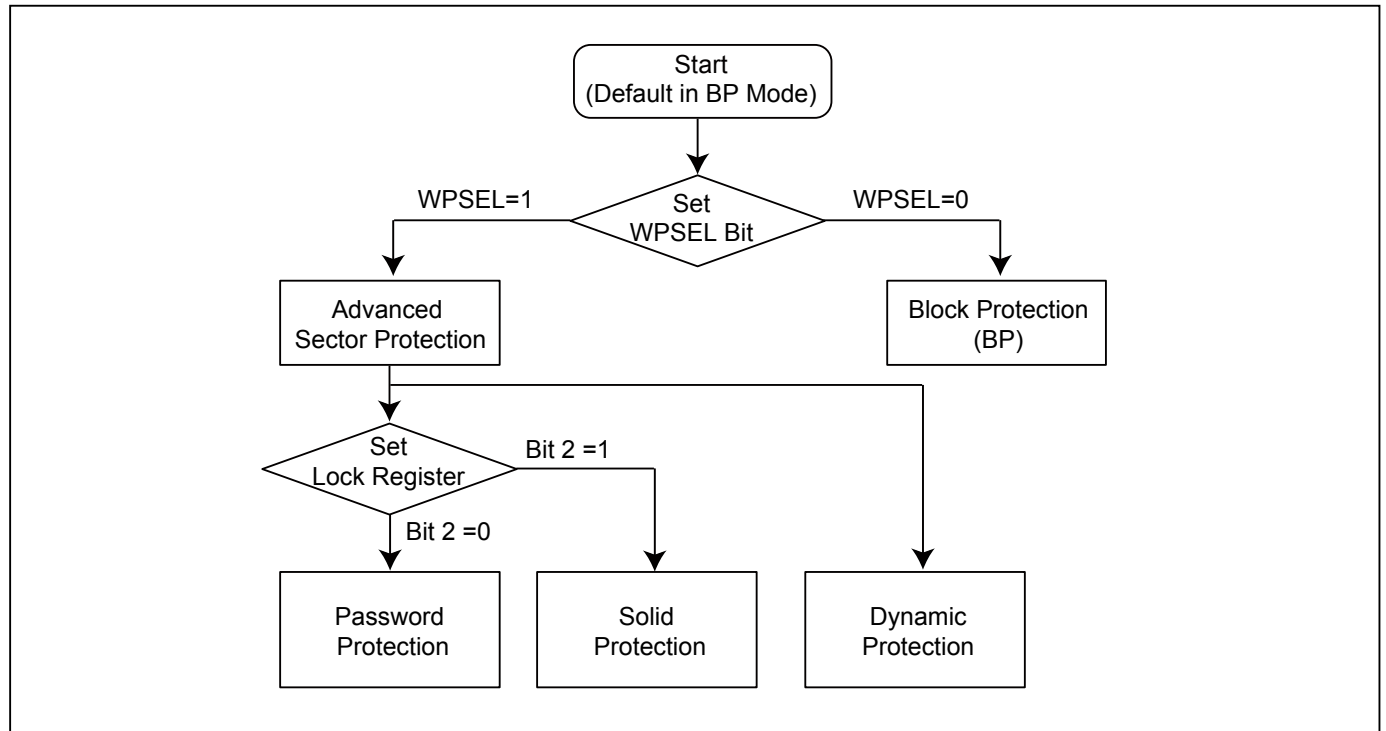 Start
(Default in BP Mode)
WPSEL=1
Set
WPSEL Bit
WPSEL=0
Advanced
Sector Protection
Block Protection
(BP)
Set
Lock Register
Bit 2 =1
Bit 2 =0
Password
Protection
Solid
Protection
Dynamic
Protection